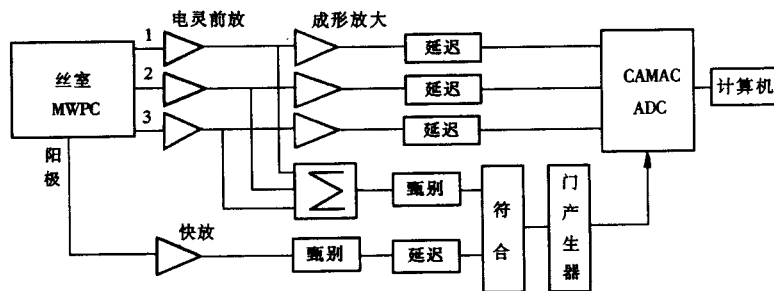 电灵前放
成形放大
1
2
3
丝室
MWPC
延迟
延迟
延迟
CAMAC
ADC
计算机
阳
极
Σ
甄别
符
合
门
产
生
器
快放
甄别
延迟